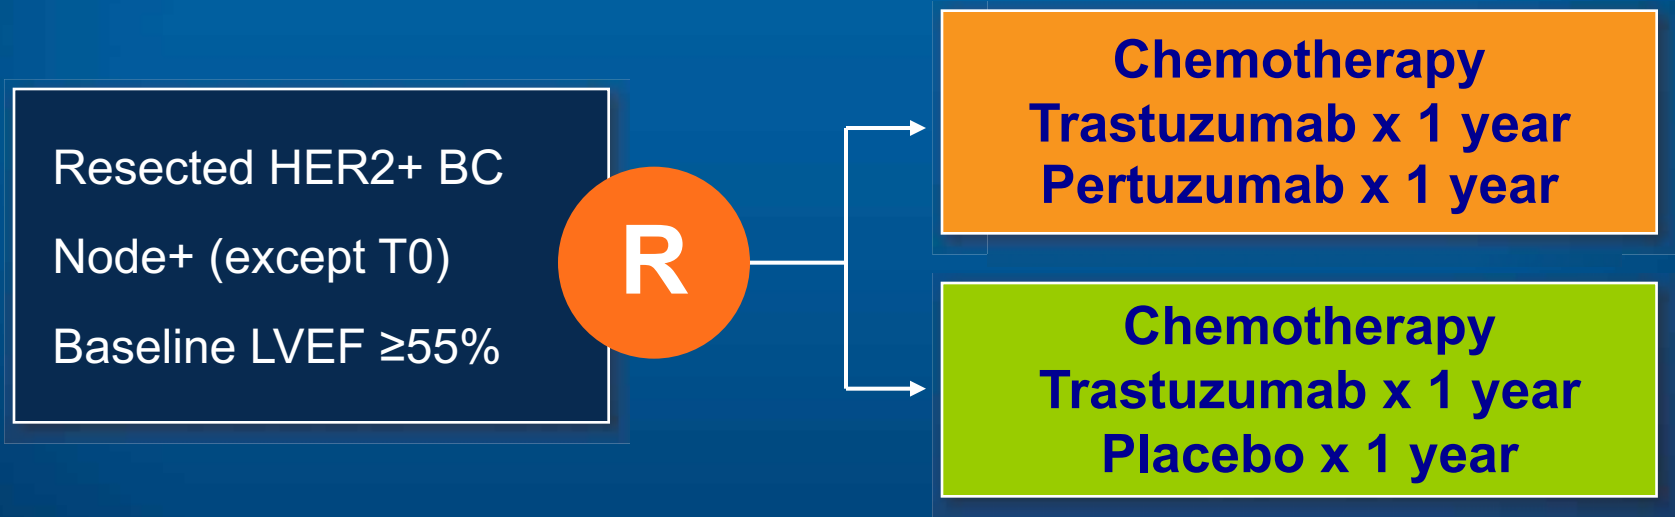 Resected HER2+ BC
Node+ (except T0)
Baseline LVEF ≥55%
R
Chemotherapy
Trastuzumab x 1 year
Pertuzumab x 1 year
Chemotherapy
Trastuzumab x 1 year
Placebo x 1 year